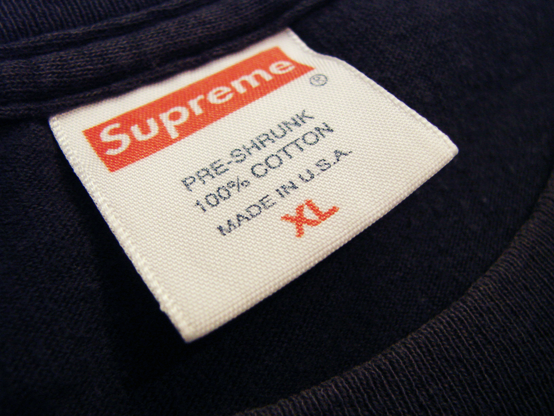 Supreme®
PRE-SHRUNK
100% COTTON
MADE IN U.S.A.
XL